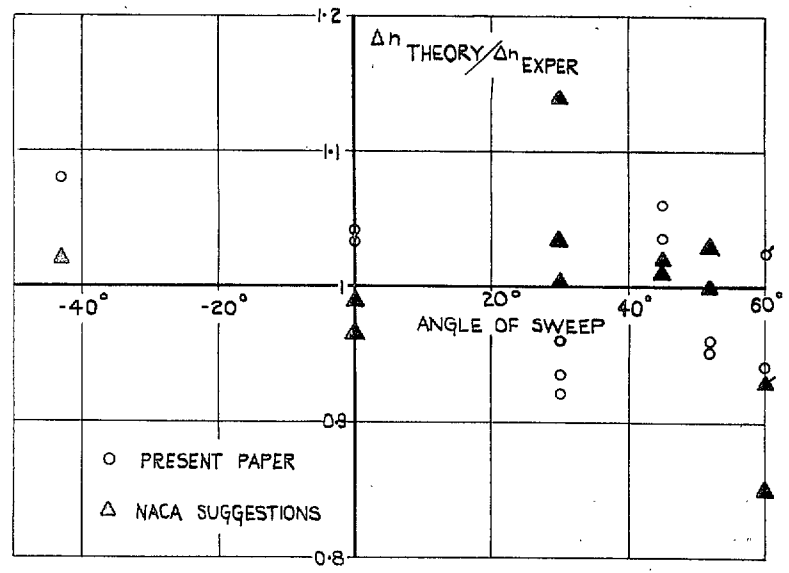 1·2
Δn THEORY/Δn EXPER
1·1
1
-40° -20° 20° 40° 60°
ANGLE OF SWEEP
0·9
○ PRESENT PAPER
△ NACA SUGGESTIONS
0·8